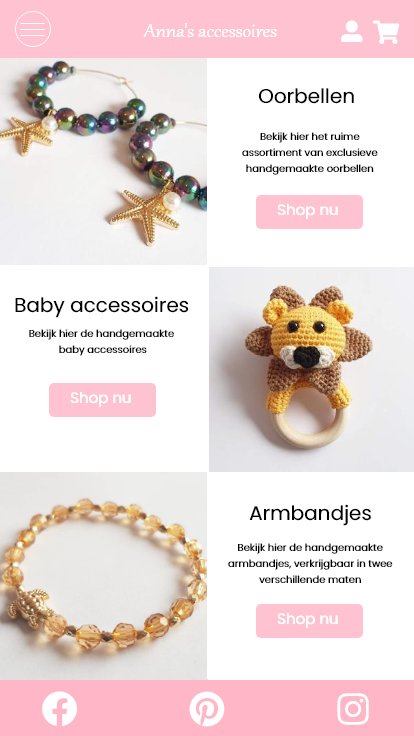 Anna's accessoires
Oorbellen
Bekijk hier het ruime
assortiment van exclusieve
handgemaakte oorbellen
Shop nu
Baby accessoires
Bekijk hier de handgemaakte
baby accessoires
Shop nu
Armbandjes
Bekijk hier de handgemaakte
armbandjes, verkrijgbaar in twee
verschillende maten
Shop nu